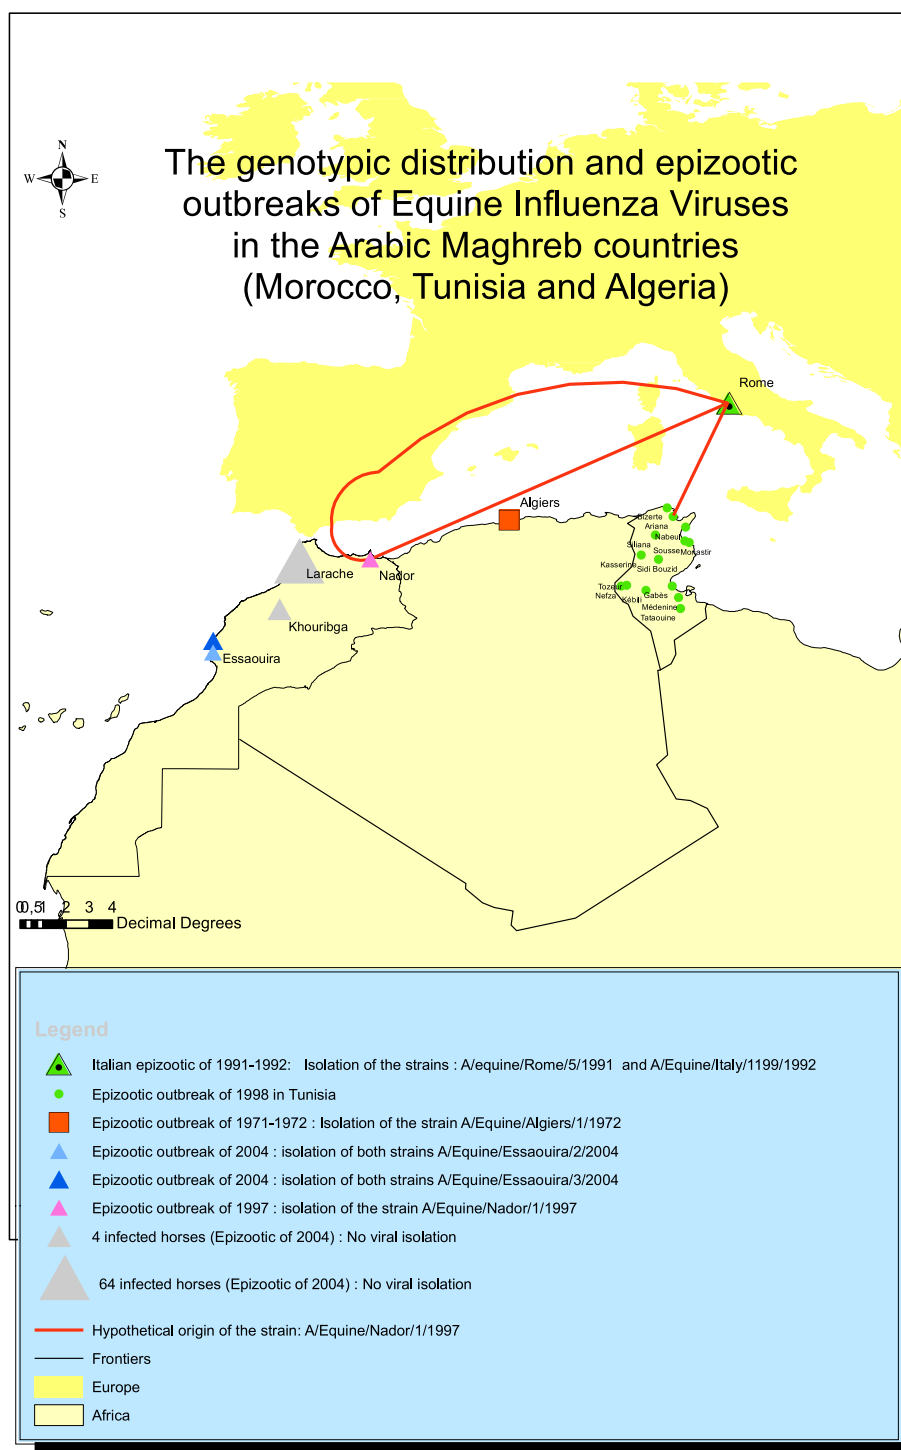 N
W E
S
The genotypic distribution and epizootic
outbreaks of Equine Influenza Viruses
in the Arabic Maghreb countries
(Morocco, Tunisia and Algeria)
Rome
Algiers
Bizerte
Ariana
Nabeul
Siliana
Sousse
Monastir
Kasserine
Sidi Bouzid
Larache
Nador
Tozeur
Nefza
Kébili
Gabès
Médenine
Tataouine
Khouribga
Essaouira
0 0,5 1 2 3 4
Decimal Degrees
Legend
Italian epizootic of 1991-1992: Isolation of the strains : A/equine/Rome/5/1991 and A/Equine/Italy/1199/1992
Epizootic outbreak of 1998 in Tunisia
Epizootic outbreak of 1971-1972 : Isolation of the strain A/Equine/Algiers/1/1972
Epizootic outbreak of 2004 : isolation of both strains A/Equine/Essaouira/2/2004
Epizootic outbreak of 2004 : isolation of both strains A/Equine/Essaouira/3/2004
Epizootic outbreak of 1997 : isolation of the strain A/Equine/Nador/1/1997
4 infected horses (Epizootic of 2004) : No viral isolation
64 infected horses (Epizootic of 2004) : No viral isolation
Hypothetical origin of the strain: A/Equine/Nador/1/1997
Frontiers
Europe
Africa